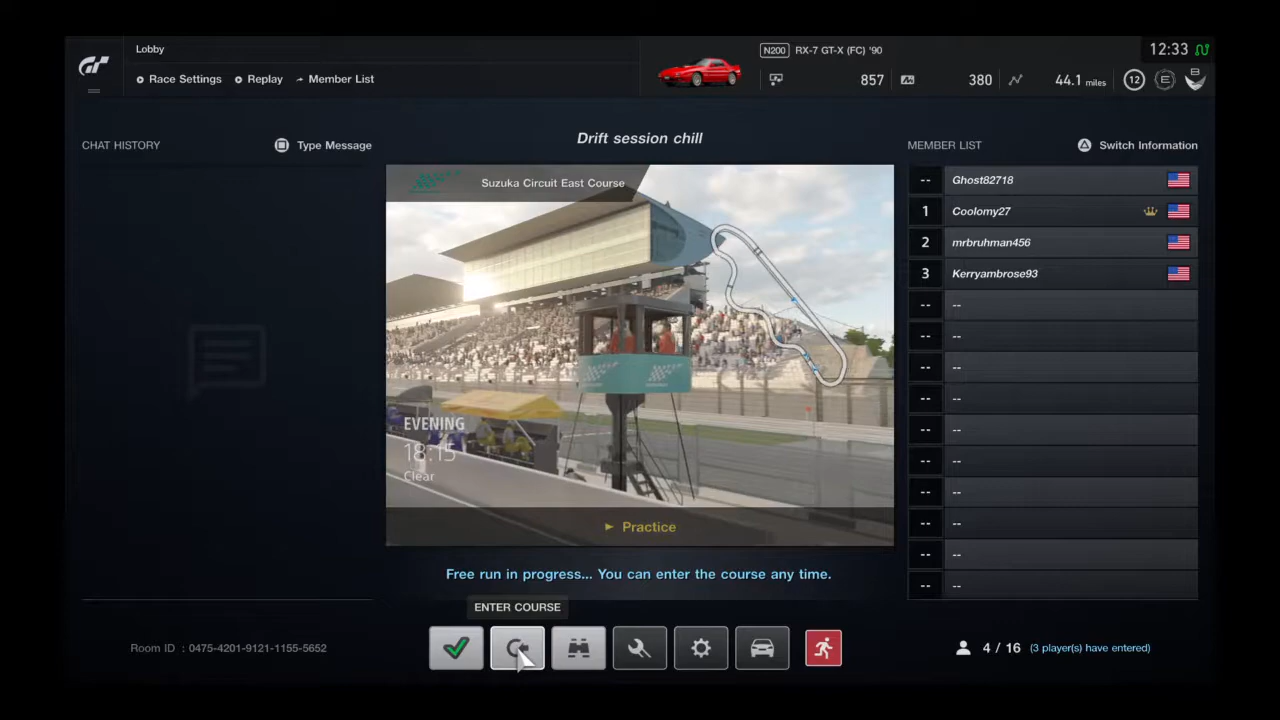 Lobby
Race Settings Replay Member List
N200 RX-7 GT-X (FC) '90
857 380 44.1 miles 12 E B
12:33
CHAT HISTORY Type Message
Drift session chill
MEMBER LIST Switch Information
Suzuka Circuit East Course
EVENING
18:15
Clear
Practice
Free run in progress... You can enter the course any time.
-- Ghost82718
1 Coolomy27
2 mrbruhman456
3 Kerryambrose93
-- --
-- --
-- --
-- --
-- --
-- --
-- --
-- --
-- --
-- --
ENTER COURSE
Room ID : 0475-4201-9121-1155-5652
4 / 16 (3 player(s) have entered)